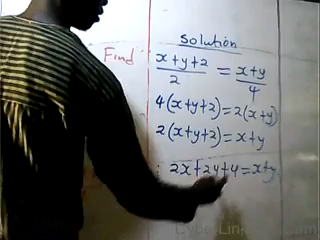 Solution
Find
x+y+2/2 = x+y/4
4(x+y+2)=2(x+y)
2(x+y+2)=x+y
2x+2y+4=x+y